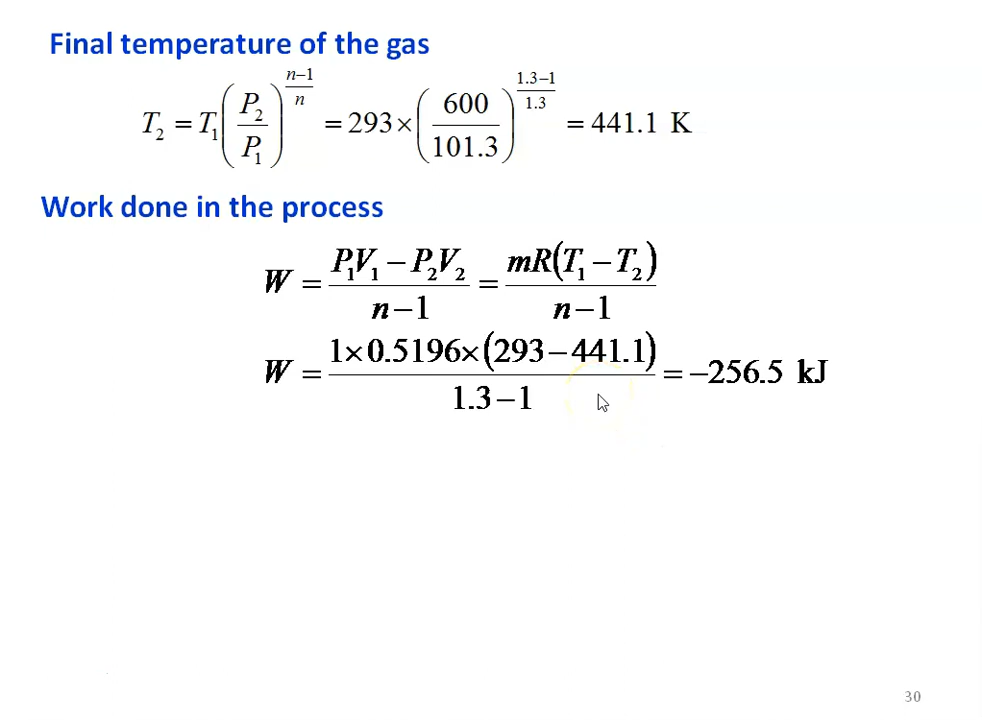 Final temperature of the gas
T₂ = T₁(P₂/P₁)^((n−1)/n) = 293×(600/101.3)^((1.3−1)/1.3) = 441.1 K
Work done in the process
W = (P₁V₁ − P₂V₂)/(n−1) = mR(T₁ − T₂)/(n−1)
W = 1×0.5196×(293−441.1)/(1.3−1) = −256.5 kJ
30